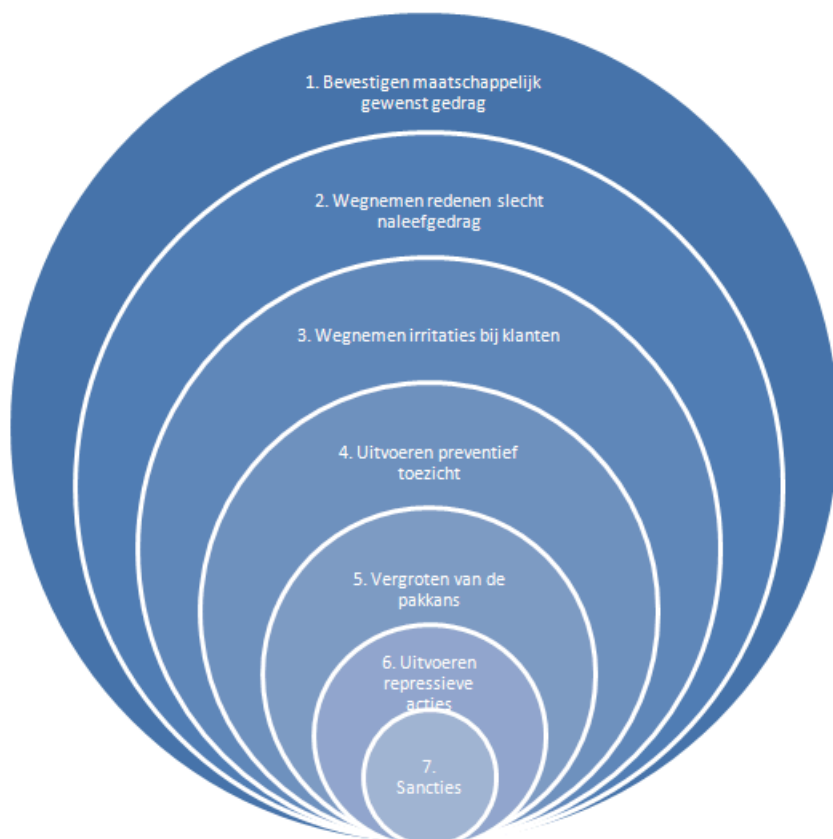 1. Bevestigen maatschappelijk
gewenst gedrag
2. Wegnemen redenen slecht
naleefgedrag
3. Wegnemen irritaties bij klanten
4. Uitvoeren preventief
toezicht
5. Vergroten van de
pakkans
6. Uitvoeren
repressieve
acties
7.
Sancties